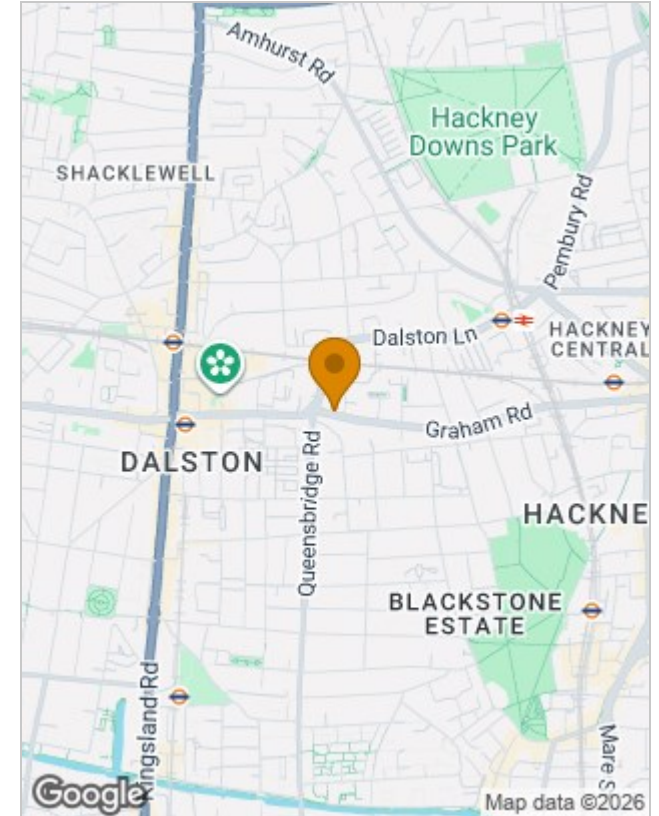 Amhurst Rd
Hackney
Downs Park
SHACKLEWELL
Pembury Rd
Dalston Ln
HACKNEY
CENTRAL
Graham Rd
DALSTON
Queensbridge Rd
HACKNE
BLACKSTONE
ESTATE
Kingsland Rd
Mare S
Google
Map data ©2026